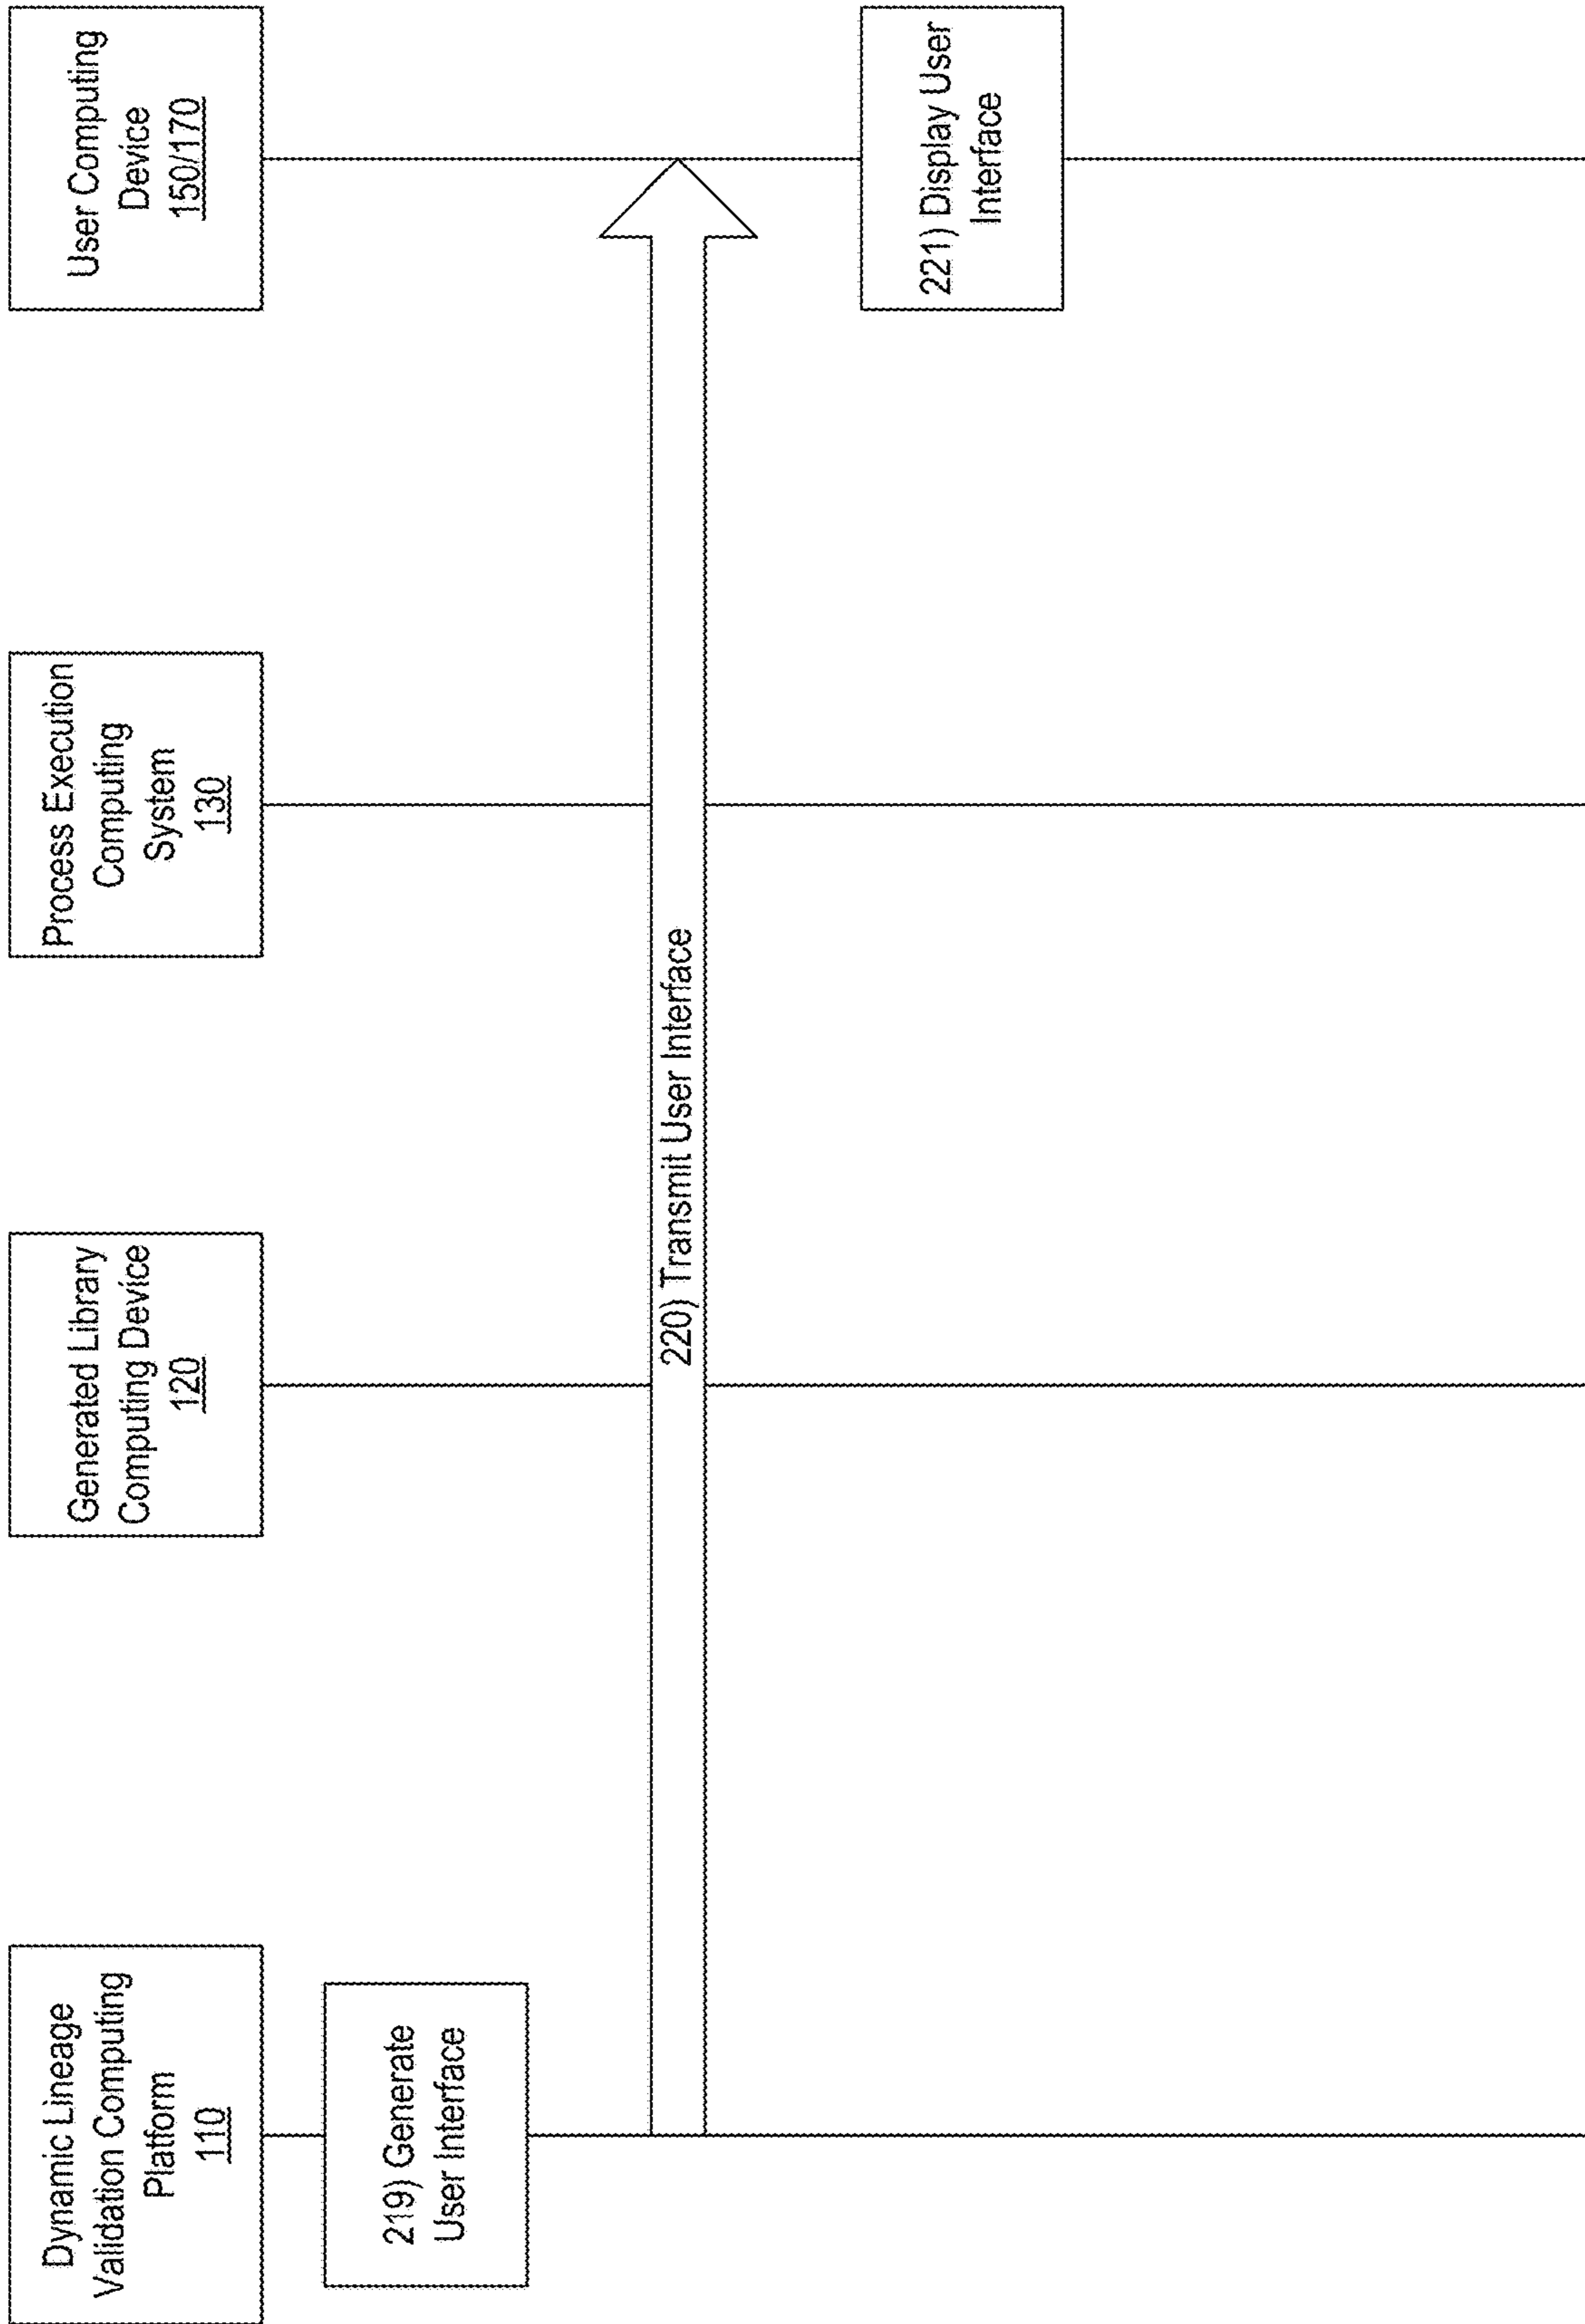 Dynamic Lineage
Validation Computing
Platform
110
Generated Library
Computing Device
120
Process Execution
Computing
System
130
User Computing
Device
150/170
219) Generate
User Interface
220) Transmit User Interface
221) Display User
Interface